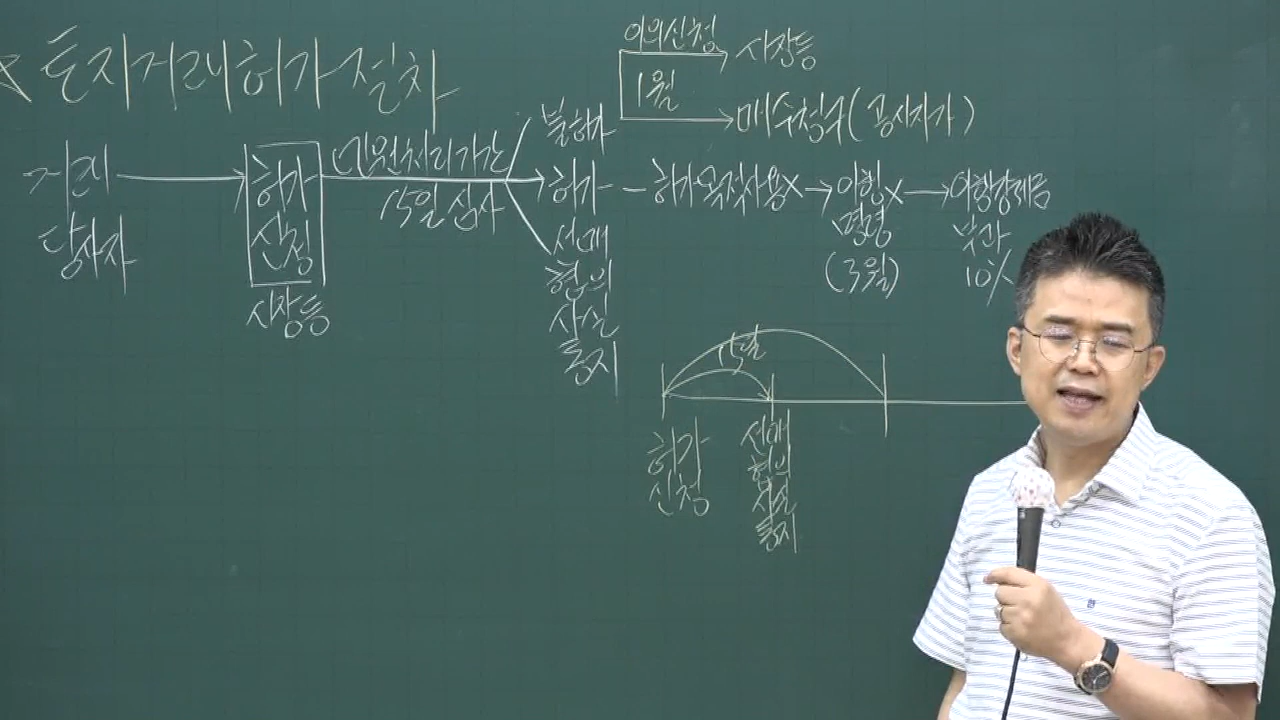 토지거래허가절차
이의신청
1월
시장등
매수청구(공시지가)
거래
당사자
허가
신청
시장등
민원처리기간
15일 심사
불허가
허가
선매
협의
사실
통지
허가목적사용X
이행X
명령
(3월)
이행강제금
부과
10%
15일
허가
신청
선매
협의
사실
통지